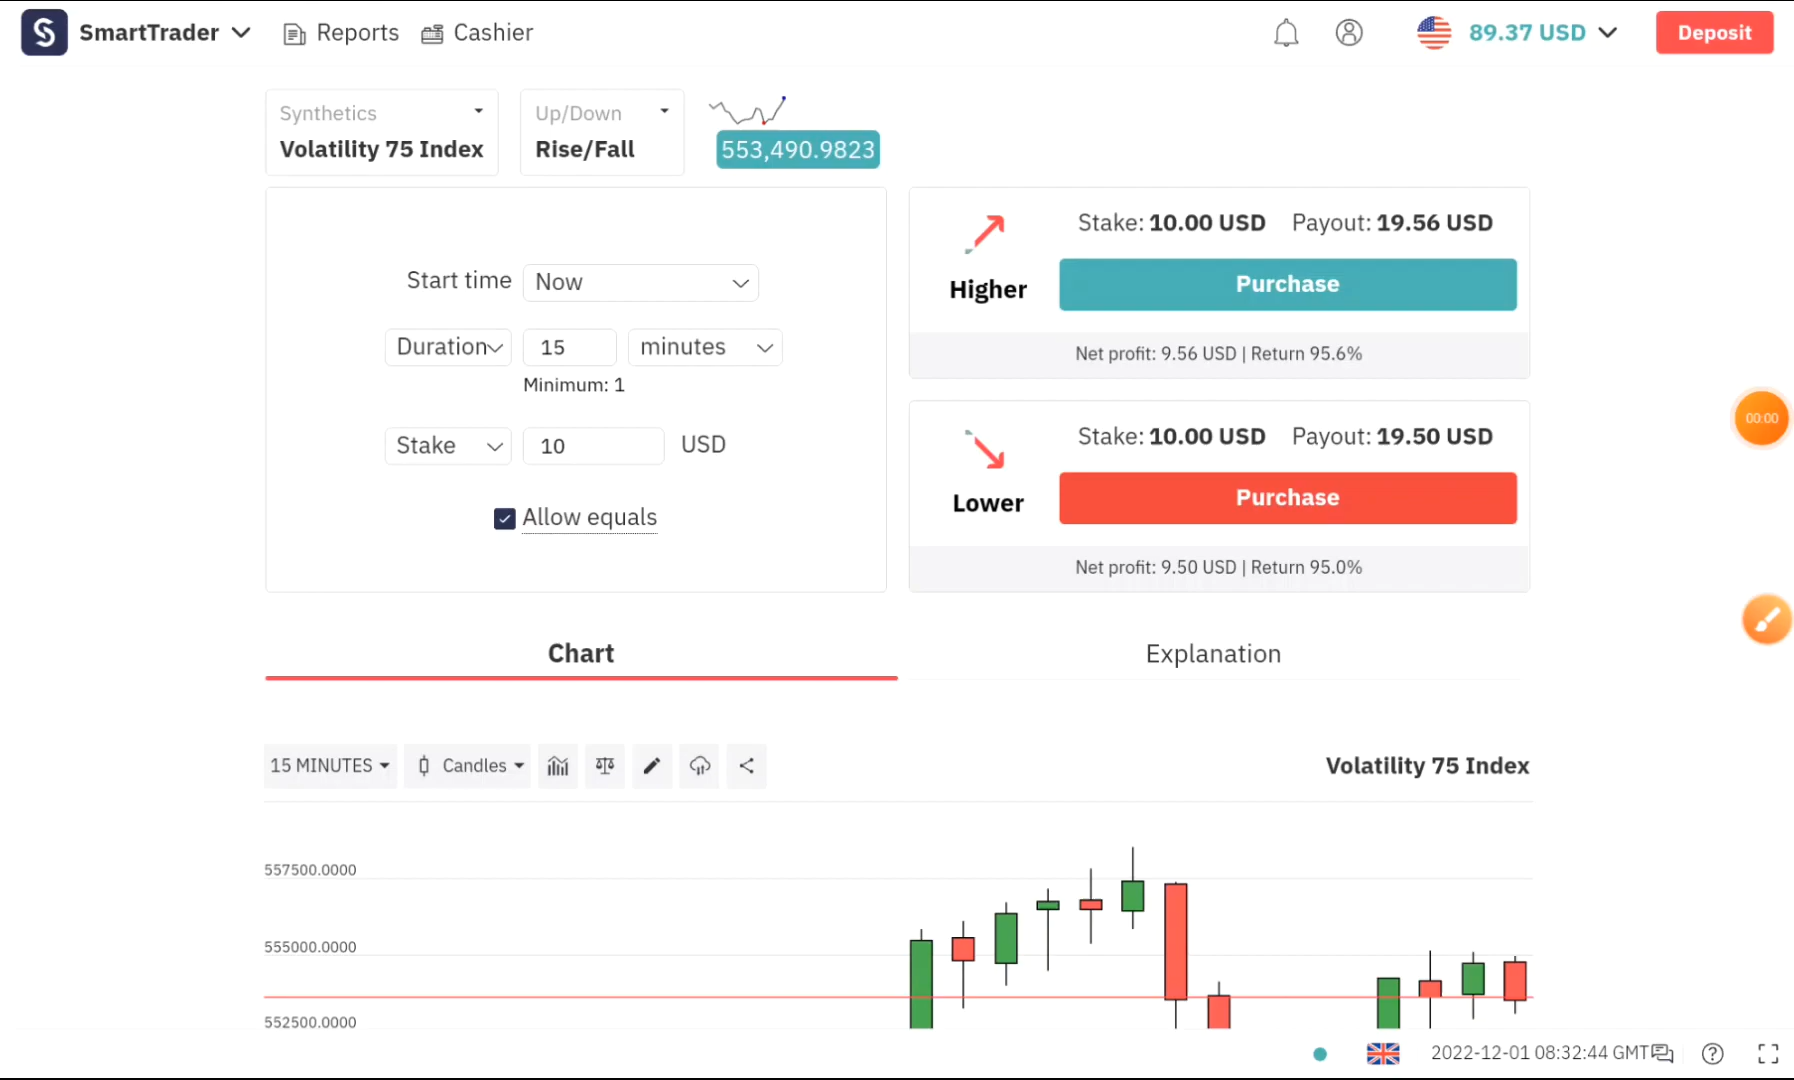 SmartTrader Reports Cashier 89.37 USD Deposit
Synthetics
Volatility 75 Index
Up/Down
Rise/Fall
553,490.9823
Start time Now
Duration 15 minutes
Minimum: 1
Stake 10 USD
Allow equals
Stake: 10.00 USD Payout: 19.56 USD
Higher
Purchase
Net profit: 9.56 USD | Return 95.6%
Stake: 10.00 USD Payout: 19.50 USD
Lower
Purchase
Net profit: 9.50 USD | Return 95.0%
00:00
Chart Explanation
15 MINUTES Candles Volatility 75 Index
557500.0000
555000.0000
552500.0000
2022-12-01 08:32:44 GMT